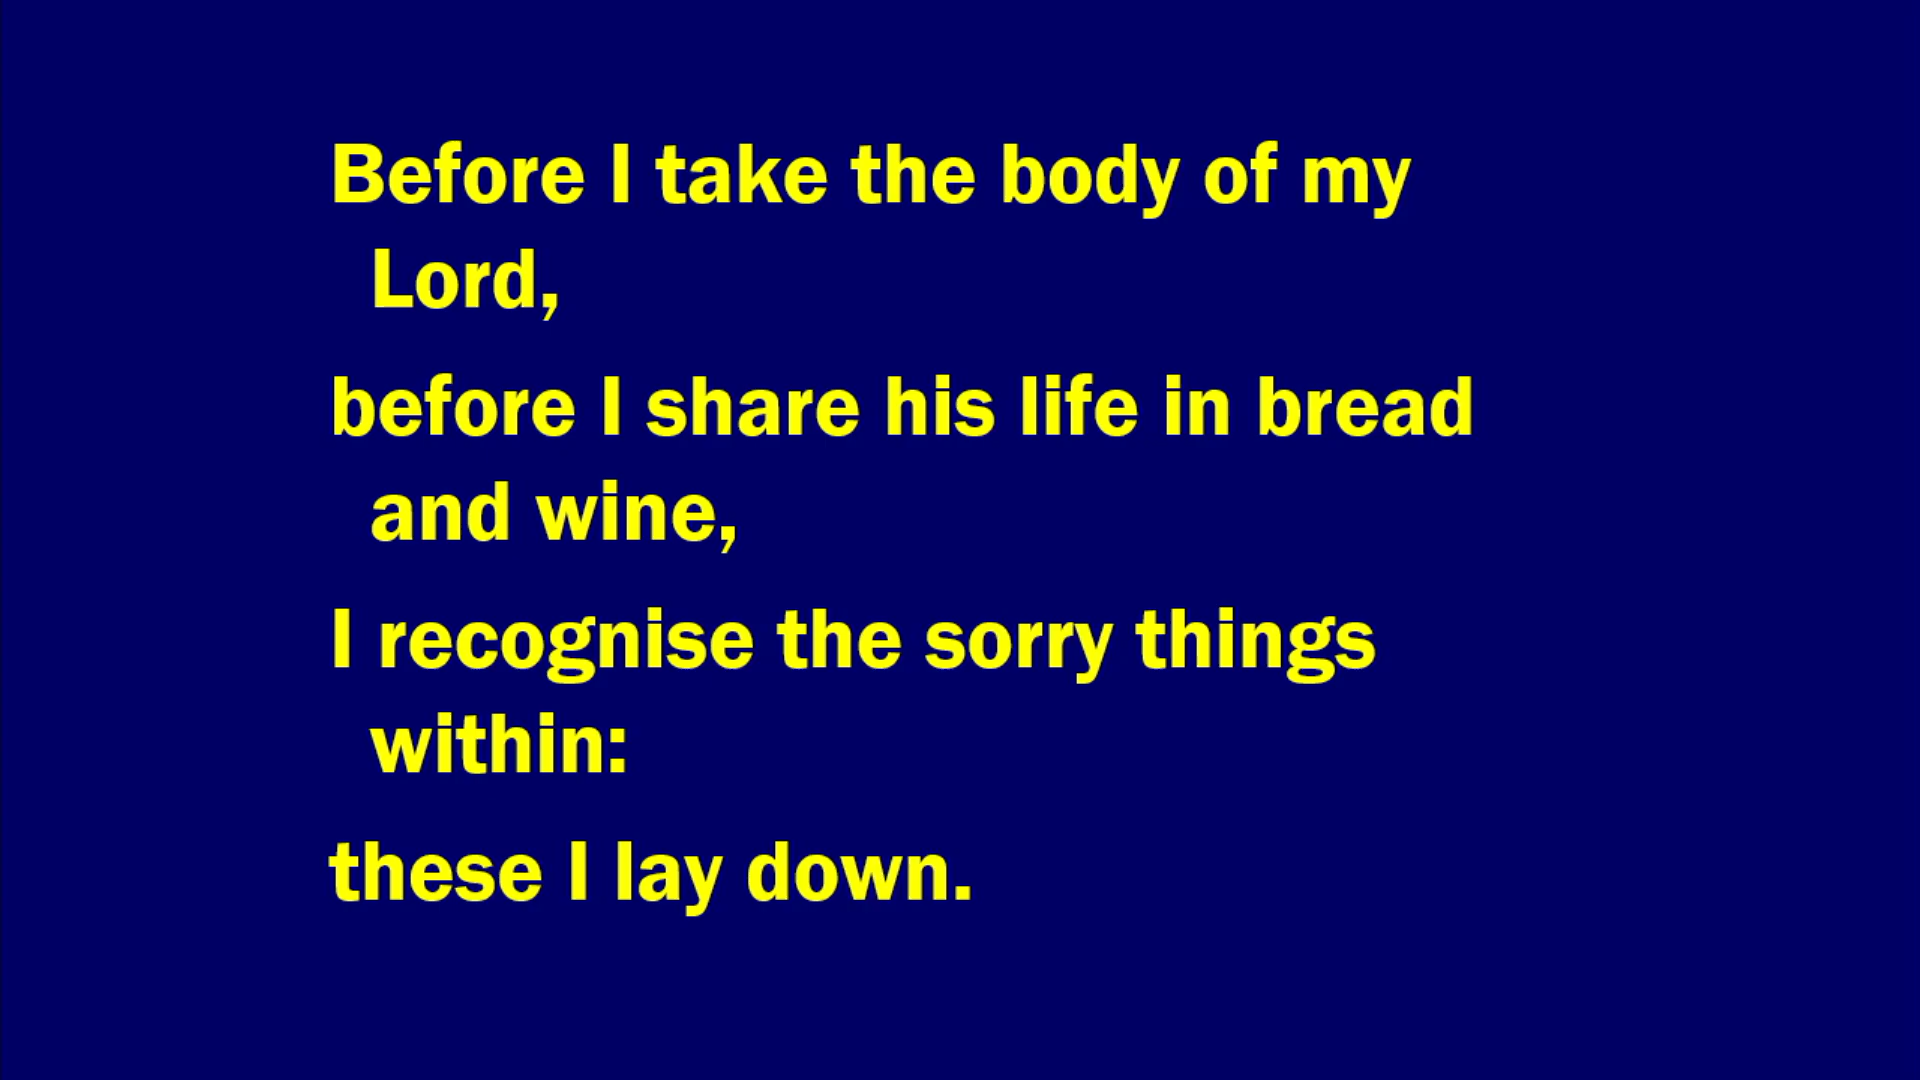 Before I take the body of my
Lord,
before I share his life in bread
and wine,
I recognise the sorry things
within:
these I lay down.